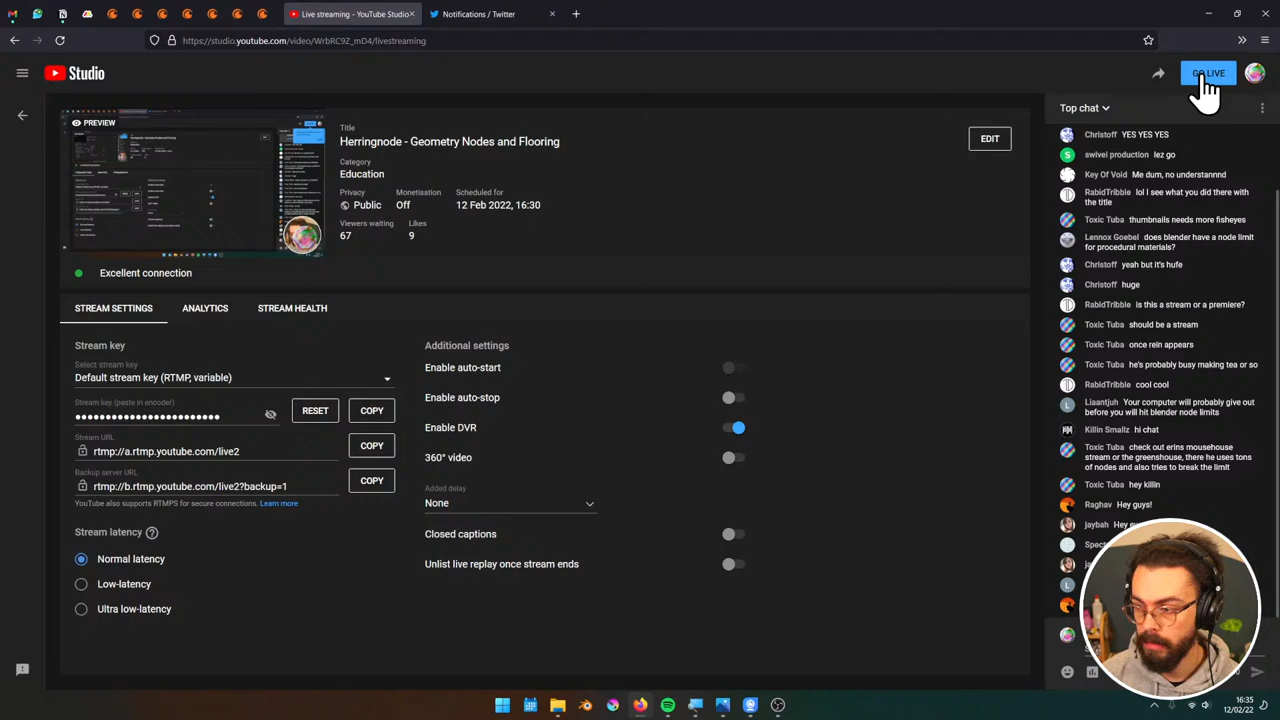 Live streaming - YouTube Studio
Notifications / Twitter
https://studio.youtube.com/video/WrbRC9Z_mD4/livestreaming
Studio
GO LIVE
PREVIEW
Title
Herringnode - Geometry Nodes and Flooring
EDIT
Category
Education
Privacy
Monetisation
Scheduled for
Public
Off
12 Feb 2022, 16:30
Viewers waiting
Likes
67
9
Excellent connection
STREAM SETTINGS
ANALYTICS
STREAM HEALTH
Stream key
Select stream key
Default stream key (RTMP, variable)
Stream key (paste in encoder)
RESET
COPY
Stream URL
rtmp://a.rtmp.youtube.com/live2
COPY
Backup server URL
rtmp://b.rtmp.youtube.com/live2?backup=1
COPY
YouTube also supports RTMPS for secure connections. Learn more
Stream latency
Normal latency
Low-latency
Ultra low-latency
Additional settings
Enable auto-start
Enable auto-stop
Enable DVR
360° video
Added delay
None
Closed captions
Unlist live replay once stream ends
Top chat
Christoff YES YES YES
swivel production lez go
Key Of Void Me dum, no understannnd
RabidTribble lol I see what you did there with
the title
Toxic Tuba thumbnails needs more fisheyes
Lennox Goebel does blender have a node limit
for procedural materials?
Christoff yeah but it's hufe
Christoff huge
RabidTribble is this a stream or a premiere?
Toxic Tuba should be a stream
Toxic Tuba once rein appears
Toxic Tuba he's probably busy making tea or so
RabidTribble cool cool
Liaantjuh Your computer will probably give out
before you will hit blender node limits
Killin Smallz hi chat
Toxic Tuba check out erins mousehouse
stream or the greenhouse, there he uses tons
of nodes and also tries to break the limit
Toxic Tuba hey killin
Raghav Hey guys!
jaybah
16:35
12/02/22